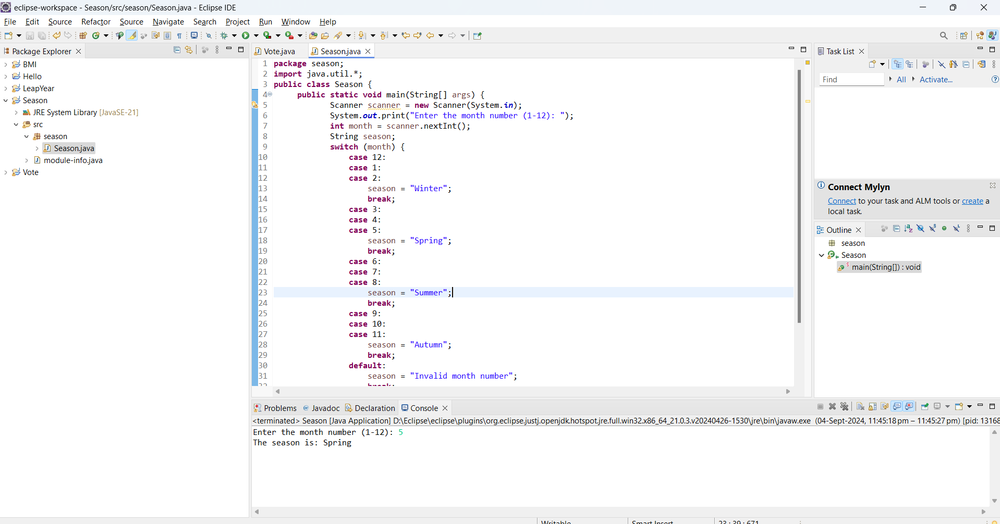 eclipse-workspace - Season/src/season/Season.java - Eclipse IDE
File Edit Source Refactor Source Navigate Search Project Run Window Help
Package Explorer
BMI
Hello
LeapYear
Season
JRE System Library [JavaSE-21]
src
season
Season.java
module-info.java
Vote
Vote.java Season.java
1 package season;
2 import java.util.*;
3 public class Season {
4 public static void main(String[] args) {
5 Scanner scanner = new Scanner(System.in);
6 System.out.print("Enter the month number (1-12): ");
7 int month = scanner.nextInt();
8 String season;
9 switch (month) {
10 case 12:
11 case 1:
12 case 2:
13 season = "Winter";
14 break;
15 case 3:
16 case 4:
17 case 5:
18 season = "Spring";
19 break;
20 case 6:
21 case 7:
22 case 8:
23 season = "Summer";
24 break;
25 case 9:
26 case 10:
27 case 11:
28 season = "Autumn";
29 break;
30 default:
31 season = "Invalid month number";
32 break;
Problems Javadoc Declaration Console
<terminated> Season [Java Application] D:\Eclipse\eclipse\plugins\org.eclipse.justj.openjdk.hotspot.jre.full.win32.x86_64_21.0.3.v20240426-1530\jre\bin\javaw.exe (04-Sept-2024, 11:45:18 pm – 11:45:27 pm) [pid: 13168
Enter the month number (1-12): 5
The season is: Spring
Task List
Find All Activate...
Connect Mylyn
Connect to your task and ALM tools or create a
local task.
Outline
season
Season
main(String[]) : void
Writable Smart Insert 23 : 39 : 671